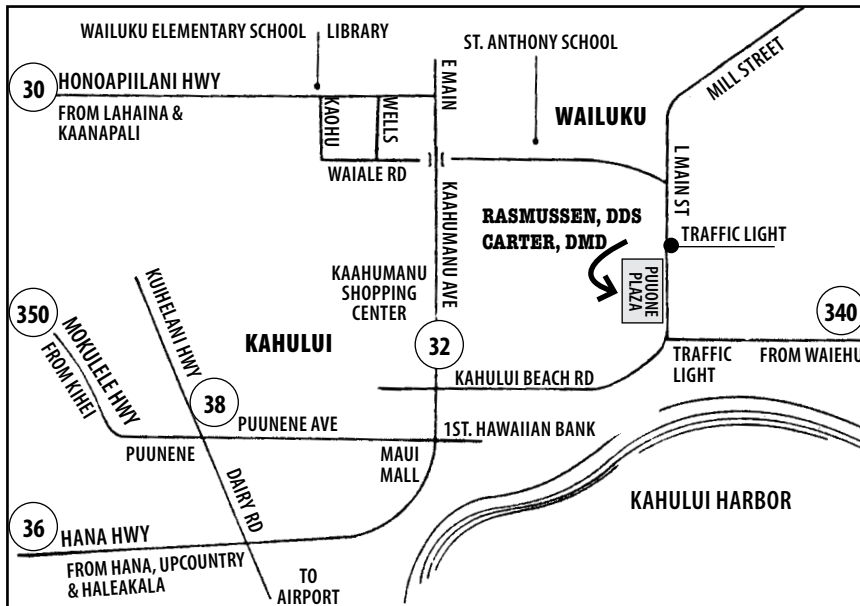 WAILUKU ELEMENTARY SCHOOL
LIBRARY
ST. ANTHONY SCHOOL
MILL STREET
30
HONOAPIILANI HWY
FROM LAHAINA &
KAANAPALI
KAOHU
WELLS
E MAIN
WAILUKU
WAIALE RD
L MAIN ST
KAAHUMANU AVE
RASMUSSEN, DDS
CARTER, DMD
TRAFFIC LIGHT
PUUONE
PLAZA
KAAHUMANU
SHOPPING
CENTER
KUIHELANI HWY
350
MOKULELE HWY
FROM KIHEI
KAHULUI
32
340
TRAFFIC
LIGHT
FROM WAIEHU
KAHULUI BEACH RD
38
PUUNENE AVE
1ST. HAWAIIAN BANK
PUUNENE
MAUI
MALL
DAIRY RD
KAHULUI HARBOR
36
HANA HWY
FROM HANA, UPCOUNTRY
& HALEAKALA
TO
AIRPORT